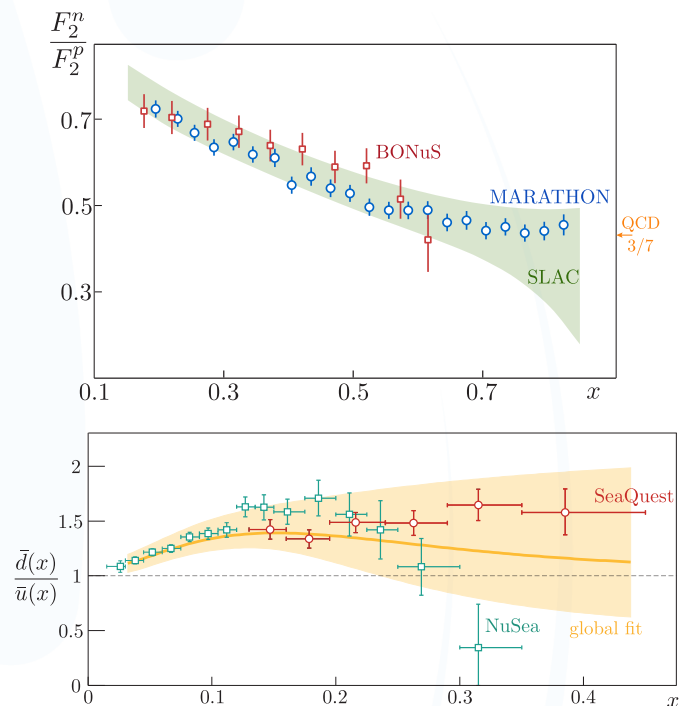 F_2^n
F_2^p
0.7
BONuS
MARATHON
0.5
QCD
3/7
SLAC
0.3
0.1 0.3 0.5 0.7 x
2
SeaQuest
1.5
d̄(x)
ū(x)
1
0.5
NuSea
global fit
0
0 0.1 0.2 0.3 0.4 x